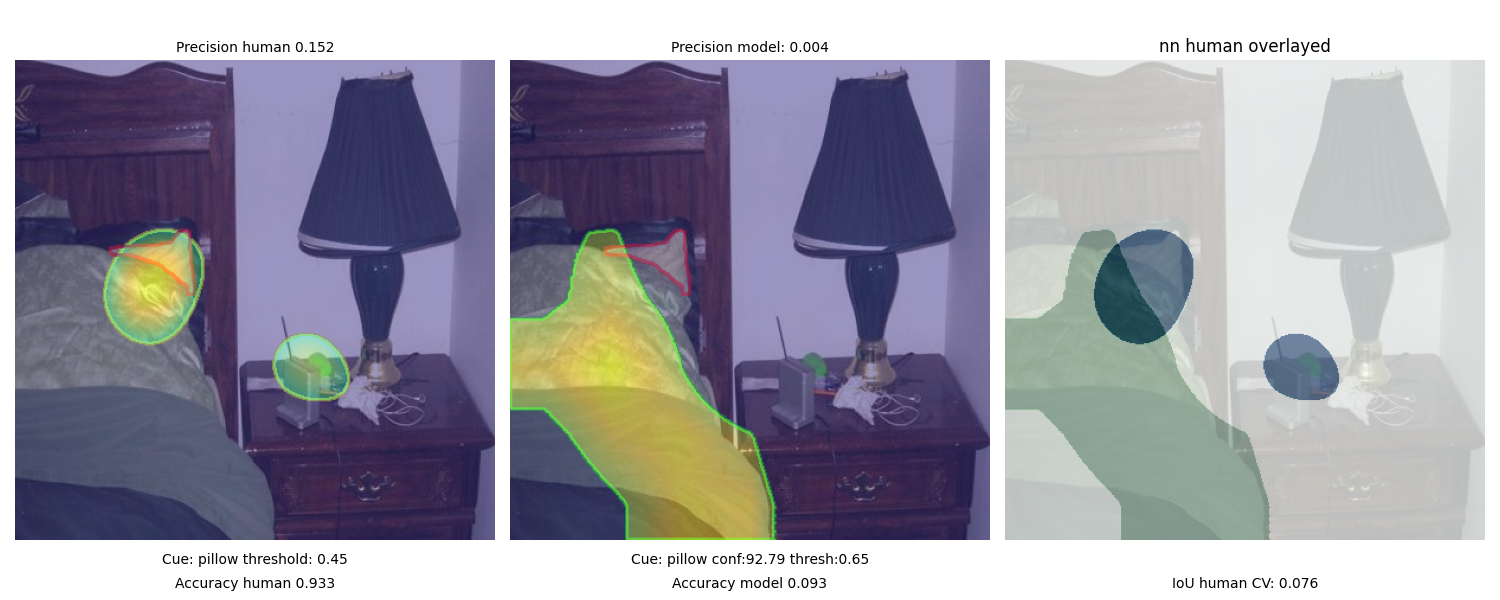 Precision human 0.152
Precision model: 0.004
nn human overlayed
Cue: pillow threshold: 0.45
Cue: pillow conf:92.79 thresh:0.65
Accuracy human 0.933
Accuracy model 0.093
IoU human CV: 0.076